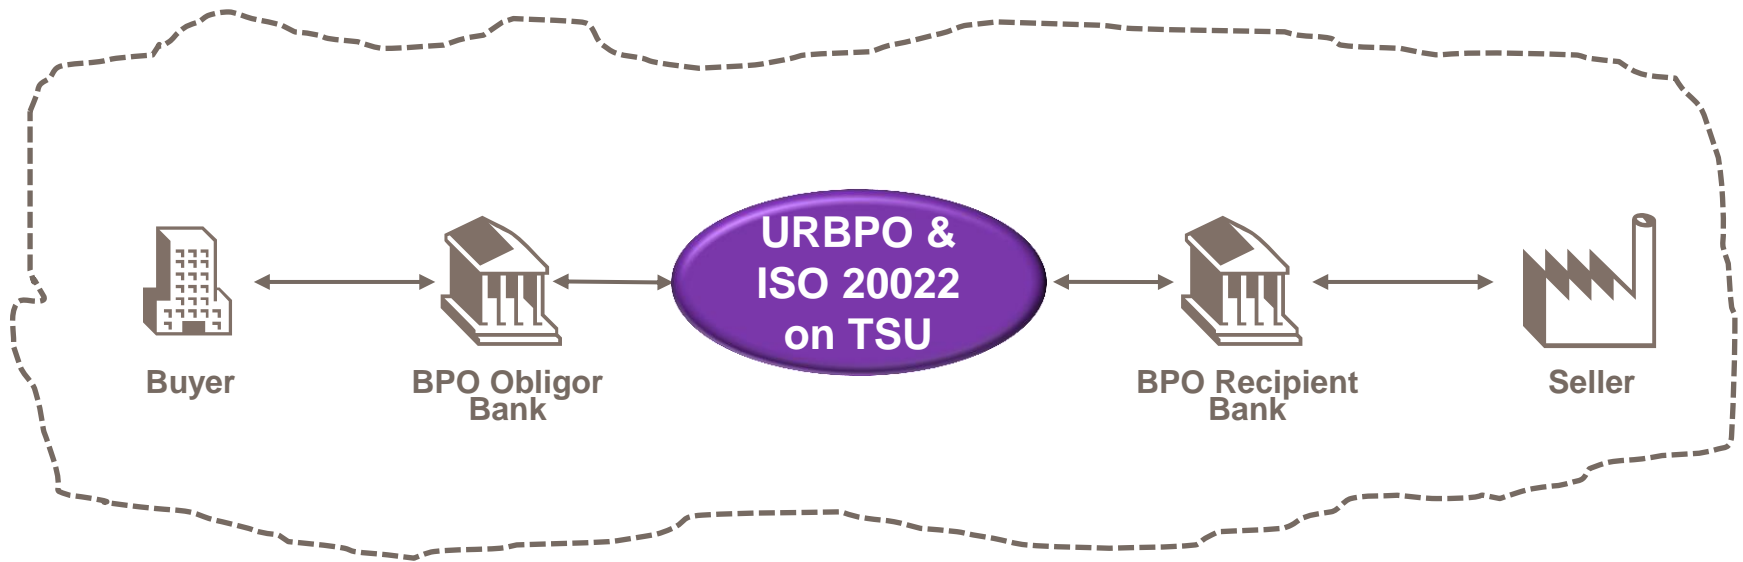 URBPO &
ISO 20022
on TSU
Buyer
BPO Obligor
Bank
BPO Recipient
Bank
Seller